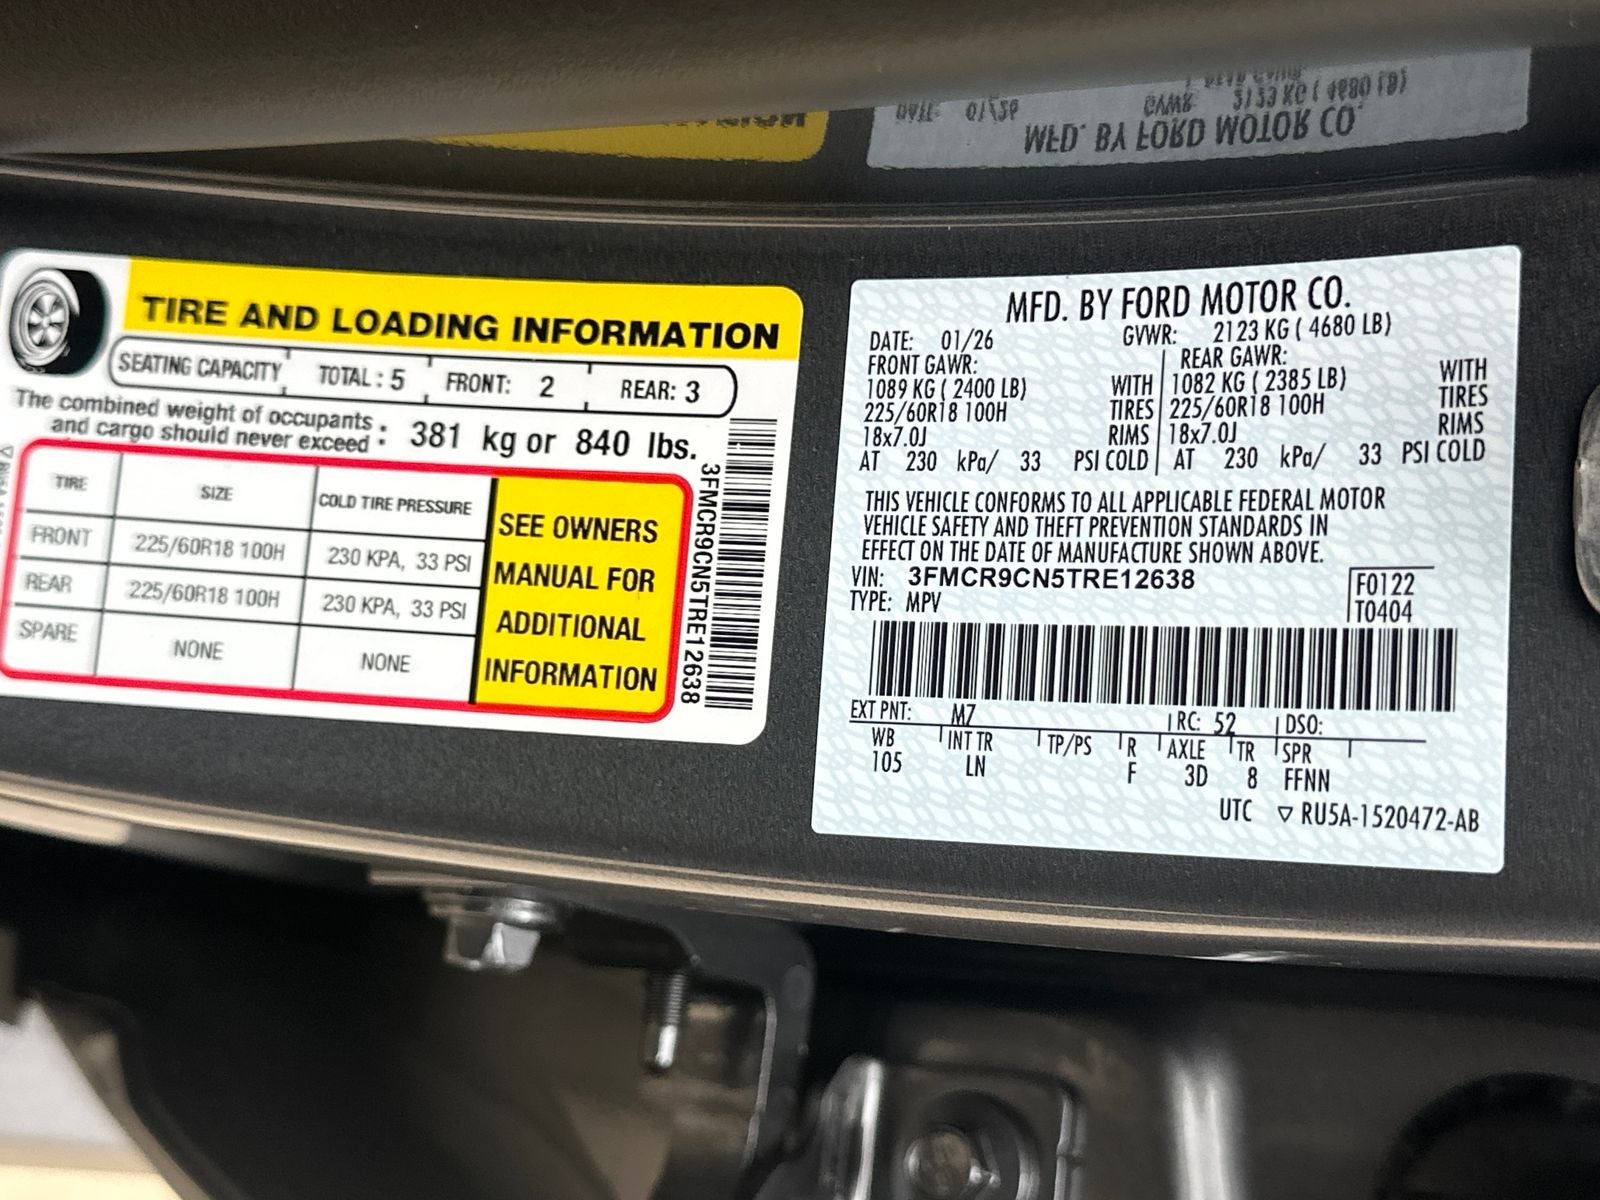 TIRE AND LOADING INFORMATION
SEATING CAPACITY TOTAL: 5 FRONT: 2 REAR: 3
The combined weight of occupants
and cargo should never exceed : 381 kg or 840 lbs.
TIRE SIZE COLD TIRE PRESSURE
FRONT 225/60R18 100H 230 KPA, 33 PSI
REAR 225/60R18 100H 230 KPA, 33 PSI
SPARE NONE NONE
SEE OWNERS
MANUAL FOR
ADDITIONAL
INFORMATION
3FMCR9CN5TRE12638
MFD. BY FORD MOTOR CO.
DATE: 01/26 GVWR: 2123 KG ( 4680 LB)
FRONT GAWR: REAR GAWR:
1089 KG ( 2400 LB) WITH 1082 KG ( 2385 LB) WITH
225/60R18 100H TIRES 225/60R18 100H TIRES
18x7.0J RIMS 18x7.0J RIMS
AT 230 kPa/ 33 PSI COLD AT 230 kPa/ 33 PSI COLD
THIS VEHICLE CONFORMS TO ALL APPLICABLE FEDERAL MOTOR
VEHICLE SAFETY AND THEFT PREVENTION STANDARDS IN
EFFECT ON THE DATE OF MANUFACTURE SHOWN ABOVE.
VIN: 3FMCR9CN5TRE12638 F0122
TYPE: MPV T0404
EXT PNT: M7 RC: 52 DSO:
WB INT TR TP/PS R AXLE TR SPR
105 LN F 3D 8 FFNN
UTC ▽ RU5A-1520472-AB